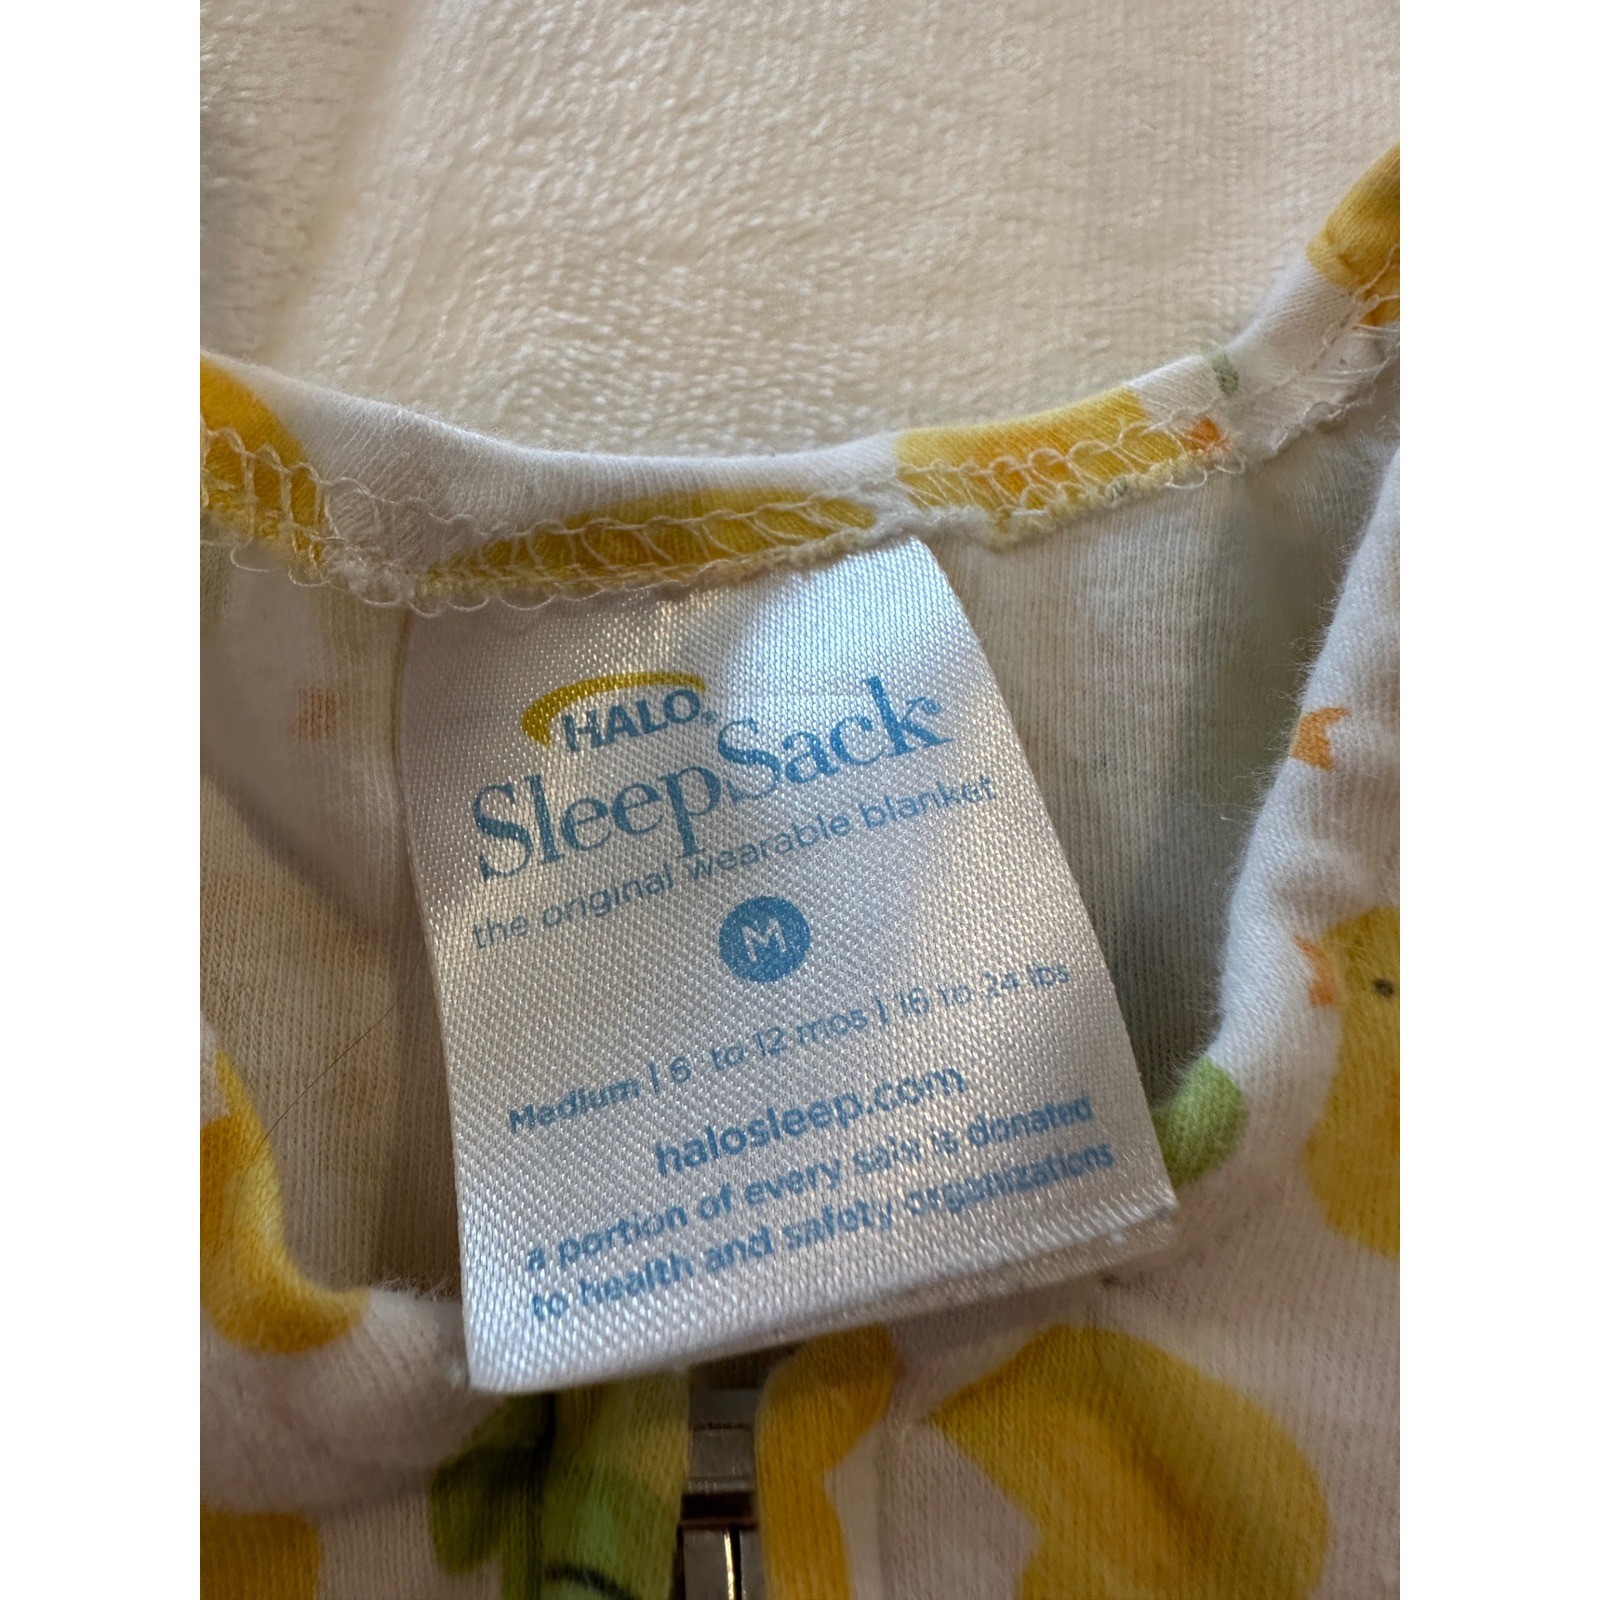 HALO®
SleepSack®
the original wearable blanket
M
Medium | 6 to 12 mos | 16 to 24 lbs
halosleep.com
a portion of every sale is donated
to health and safety organizations